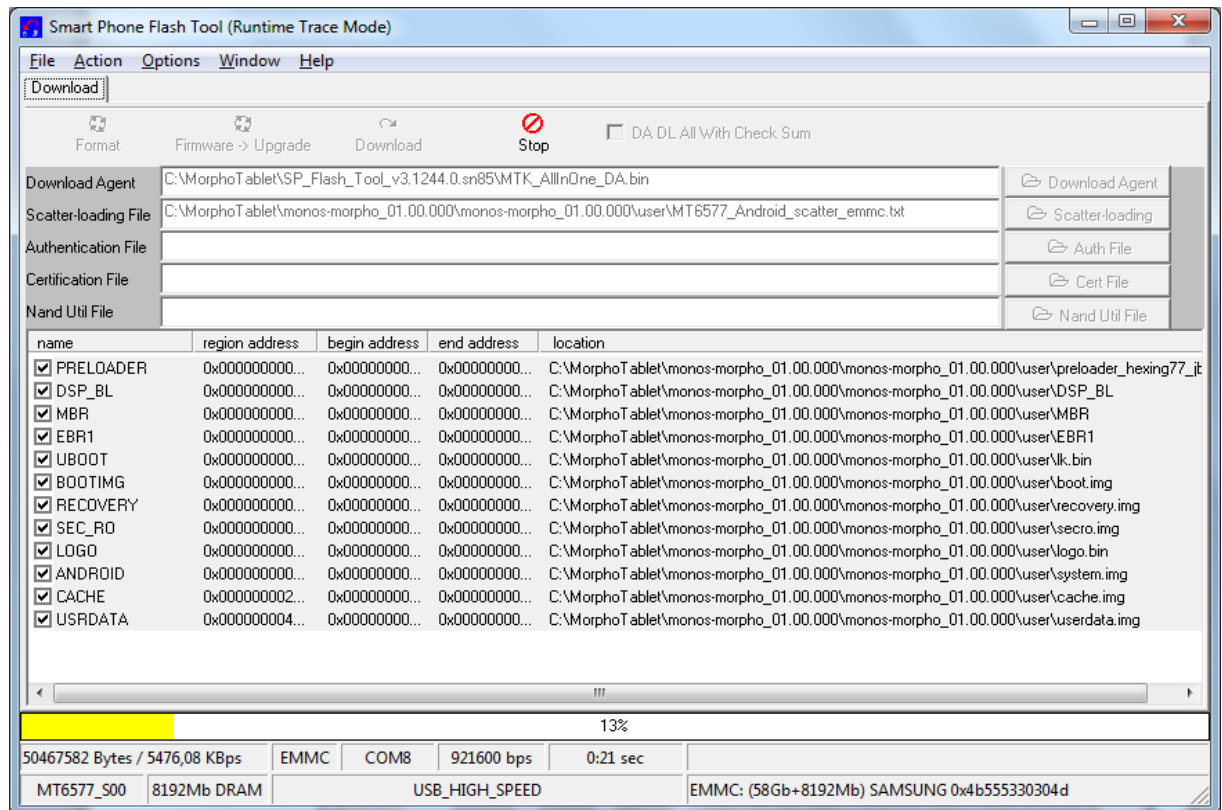 Smart Phone Flash Tool (Runtime Trace Mode)
File Action Options Window Help
Download
Format Firmware -> Upgrade Download Stop DA DL All With Check Sum
Download Agent C:\MorphoTablet\SP_Flash_Tool_v3.1244.0.sn85\MTK_AllInOne_DA.bin Download Agent
Scatter-loading File C:\MorphoTablet\monos-morpho_01.00.000\monos-morpho_01.00.000\user\MT6577_Android_scatter_emmc.txt Scatter-loading
Authentication File Auth File
Certification File Cert File
Nand Util File Nand Util File
name region address begin address end address location
PRELOADER 0x000000000... 0x00000000... 0x00000000... C:\MorphoTablet\monos-morpho_01.00.000\monos-morpho_01.00.000\user\preloader_hexing77_jb
DSP_BL 0x000000000... 0x00000000... 0x00000000... C:\MorphoTablet\monos-morpho_01.00.000\monos-morpho_01.00.000\user\DSP_BL
MBR 0x000000000... 0x00000000... 0x00000000... C:\MorphoTablet\monos-morpho_01.00.000\monos-morpho_01.00.000\user\MBR
EBR1 0x000000000... 0x00000000... 0x00000000... C:\MorphoTablet\monos-morpho_01.00.000\monos-morpho_01.00.000\user\EBR1
UBOOT 0x000000000... 0x00000000... 0x00000000... C:\MorphoTablet\monos-morpho_01.00.000\monos-morpho_01.00.000\user\lk.bin
BOOTIMG 0x000000000... 0x00000000... 0x00000000... C:\MorphoTablet\monos-morpho_01.00.000\monos-morpho_01.00.000\user\boot.img
RECOVERY 0x000000000... 0x00000000... 0x00000000... C:\MorphoTablet\monos-morpho_01.00.000\monos-morpho_01.00.000\user\recovery.img
SEC_RO 0x000000000... 0x00000000... 0x00000000... C:\MorphoTablet\monos-morpho_01.00.000\monos-morpho_01.00.000\user\secro.img
LOGO 0x000000000... 0x00000000... 0x00000000... C:\MorphoTablet\monos-morpho_01.00.000\monos-morpho_01.00.000\user\logo.bin
ANDROID 0x000000000... 0x00000000... 0x00000000... C:\MorphoTablet\monos-morpho_01.00.000\monos-morpho_01.00.000\user\system.img
CACHE 0x000000002... 0x00000000... 0x00000000... C:\MorphoTablet\monos-morpho_01.00.000\monos-morpho_01.00.000\user\cache.img
USRDATA 0x000000004... 0x00000000... 0x00000000... C:\MorphoTablet\monos-morpho_01.00.000\monos-morpho_01.00.000\user\userdata.img
13%
50467582 Bytes / 5476,08 KBps EMMC COM8 921600 bps 0:21 sec
MT6577_S00 8192Mb DRAM USB_HIGH_SPEED EMMC: (58Gb+8192Mb) SAMSUNG 0x4b555330304d